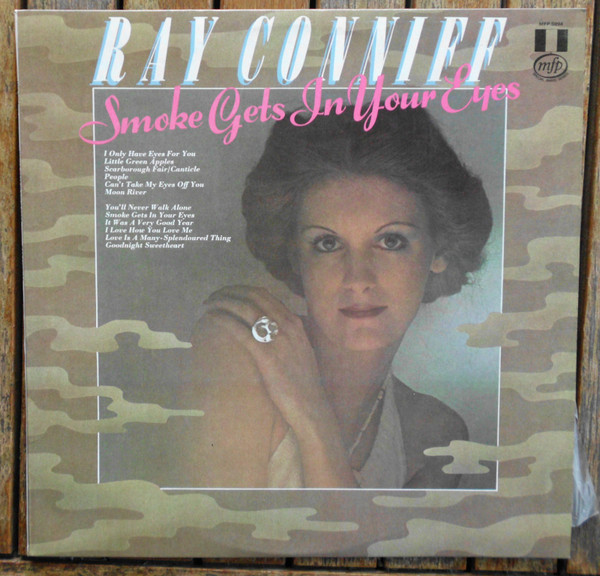 RAY CONNIFF
mfp
Smoke Gets In Your Eyes
I Only Have Eyes For You
Little Green Apples
Scarborough Fair/Canticle
People
Can't Take My Eyes Off You
Moon River
You'll Never Walk Alone
Smoke Gets In Your Eyes
It Was A Very Good Year
I Love How You Love Me
Love Is A Many-Splendoured Thing
Goodnight Sweetheart